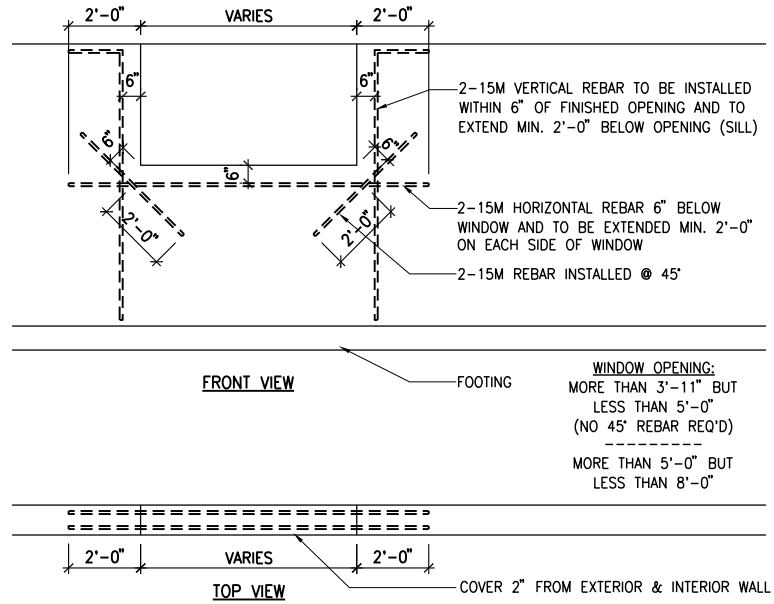 2'-0" VARIES 2'-0"
6" 6"
2-15M VERTICAL REBAR TO BE INSTALLED
WITHIN 6" OF FINISHED OPENING AND TO
EXTEND MIN. 2'-0" BELOW OPENING (SILL)
6" 6" 6"
2'-0" 2'-0"
2-15M HORIZONTAL REBAR 6" BELOW
WINDOW AND TO BE EXTENDED MIN. 2'-0"
ON EACH SIDE OF WINDOW
2-15M REBAR INSTALLED @ 45°
FRONT VIEW
FOOTING
WINDOW OPENING:
MORE THAN 3'-11" BUT
LESS THAN 5'-0"
(NO 45° REBAR REQ'D)
---------
MORE THAN 5'-0" BUT
LESS THAN 8'-0"
2'-0" VARIES 2'-0"
TOP VIEW
COVER 2" FROM EXTERIOR & INTERIOR WALL